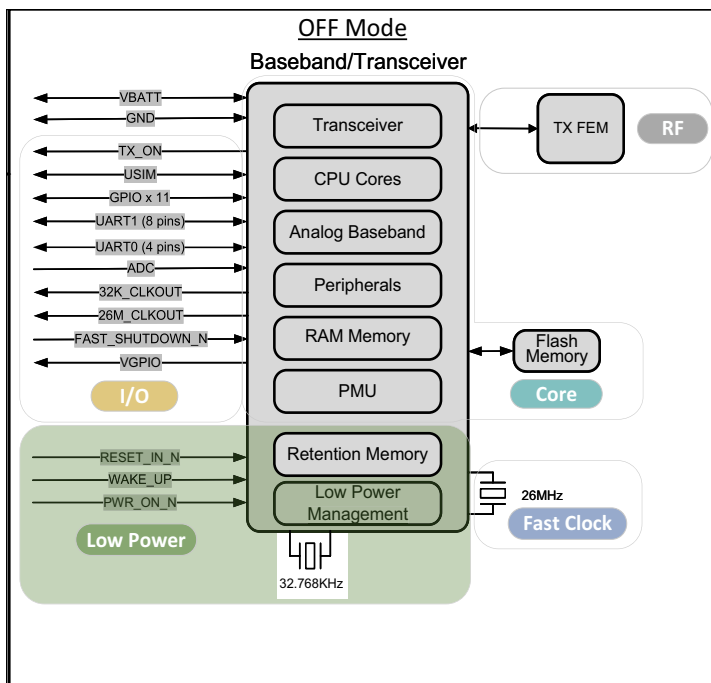 OFF Mode
Baseband/Transceiver
VBATT
GND
TX_ON
USIM
GPIO x 11
UART1 (8 pins)
UART0 (4 pins)
ADC
32K_CLKOUT
26M_CLKOUT
FAST_SHUTDOWN_N
VGPIO
I/O
RESET_IN_N
WAKE_UP
PWR_ON_N
Low Power
Transceiver
CPU Cores
Analog Baseband
Peripherals
RAM Memory
PMU
Retention Memory
Low Power
Management
32.768KHz
TX FEM
RF
Flash
Memory
Core
26MHz
Fast Clock